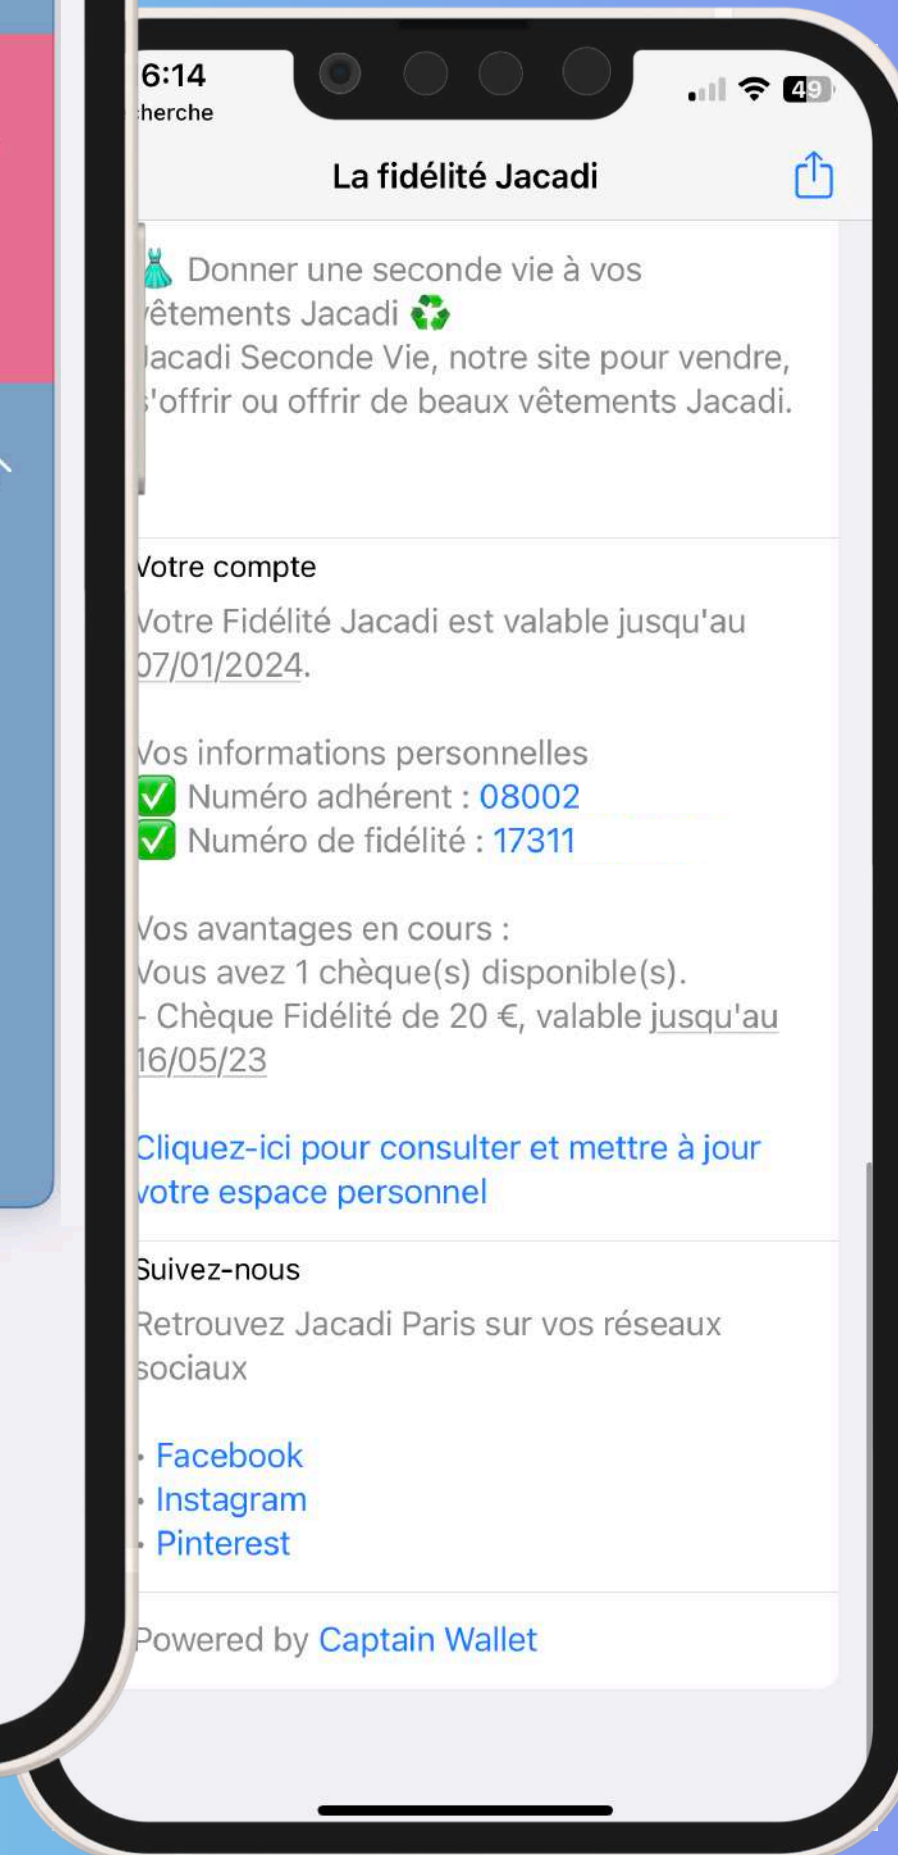 6:14
herche
49
La fidélité Jacadi
Donner une seconde vie à vos
vêtements Jacadi
Jacadi Seconde Vie, notre site pour vendre,
s'offrir ou offrir de beaux vêtements Jacadi.
Votre compte
Votre Fidélité Jacadi est valable jusqu'au
07/01/2024.
Vos informations personnelles
✅ Numéro adhérent : 08002
✅ Numéro de fidélité : 17311
Vos avantages en cours :
Vous avez 1 chèque(s) disponible(s).
- Chèque Fidélité de 20 €, valable jusqu'au
16/05/23
Cliquez-ici pour consulter et mettre à jour
votre espace personnel
Suivez-nous
Retrouvez Jacadi Paris sur vos réseaux
sociaux
• Facebook
• Instagram
• Pinterest
Powered by Captain Wallet